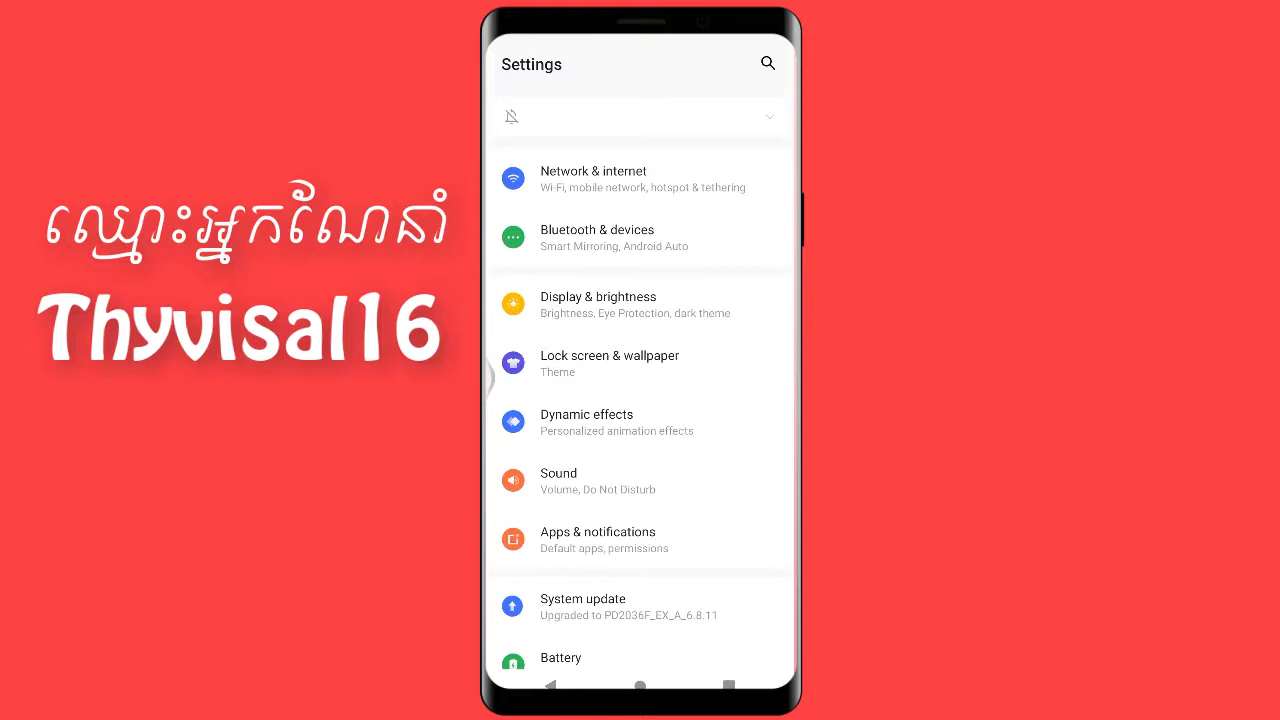 ឈ្មោះអ្នកណែនាំ
Thyvisal16
Settings
Network & internet
Wi-Fi, mobile network, hotspot & tethering
Bluetooth & devices
Smart Mirroring, Android Auto
Display & brightness
Brightness, Eye Protection, dark theme
Lock screen & wallpaper
Theme
Dynamic effects
Personalized animation effects
Sound
Volume, Do Not Disturb
Apps & notifications
Default apps, permissions
System update
Upgraded to PD2036F_EX_A_6.8.11
Battery